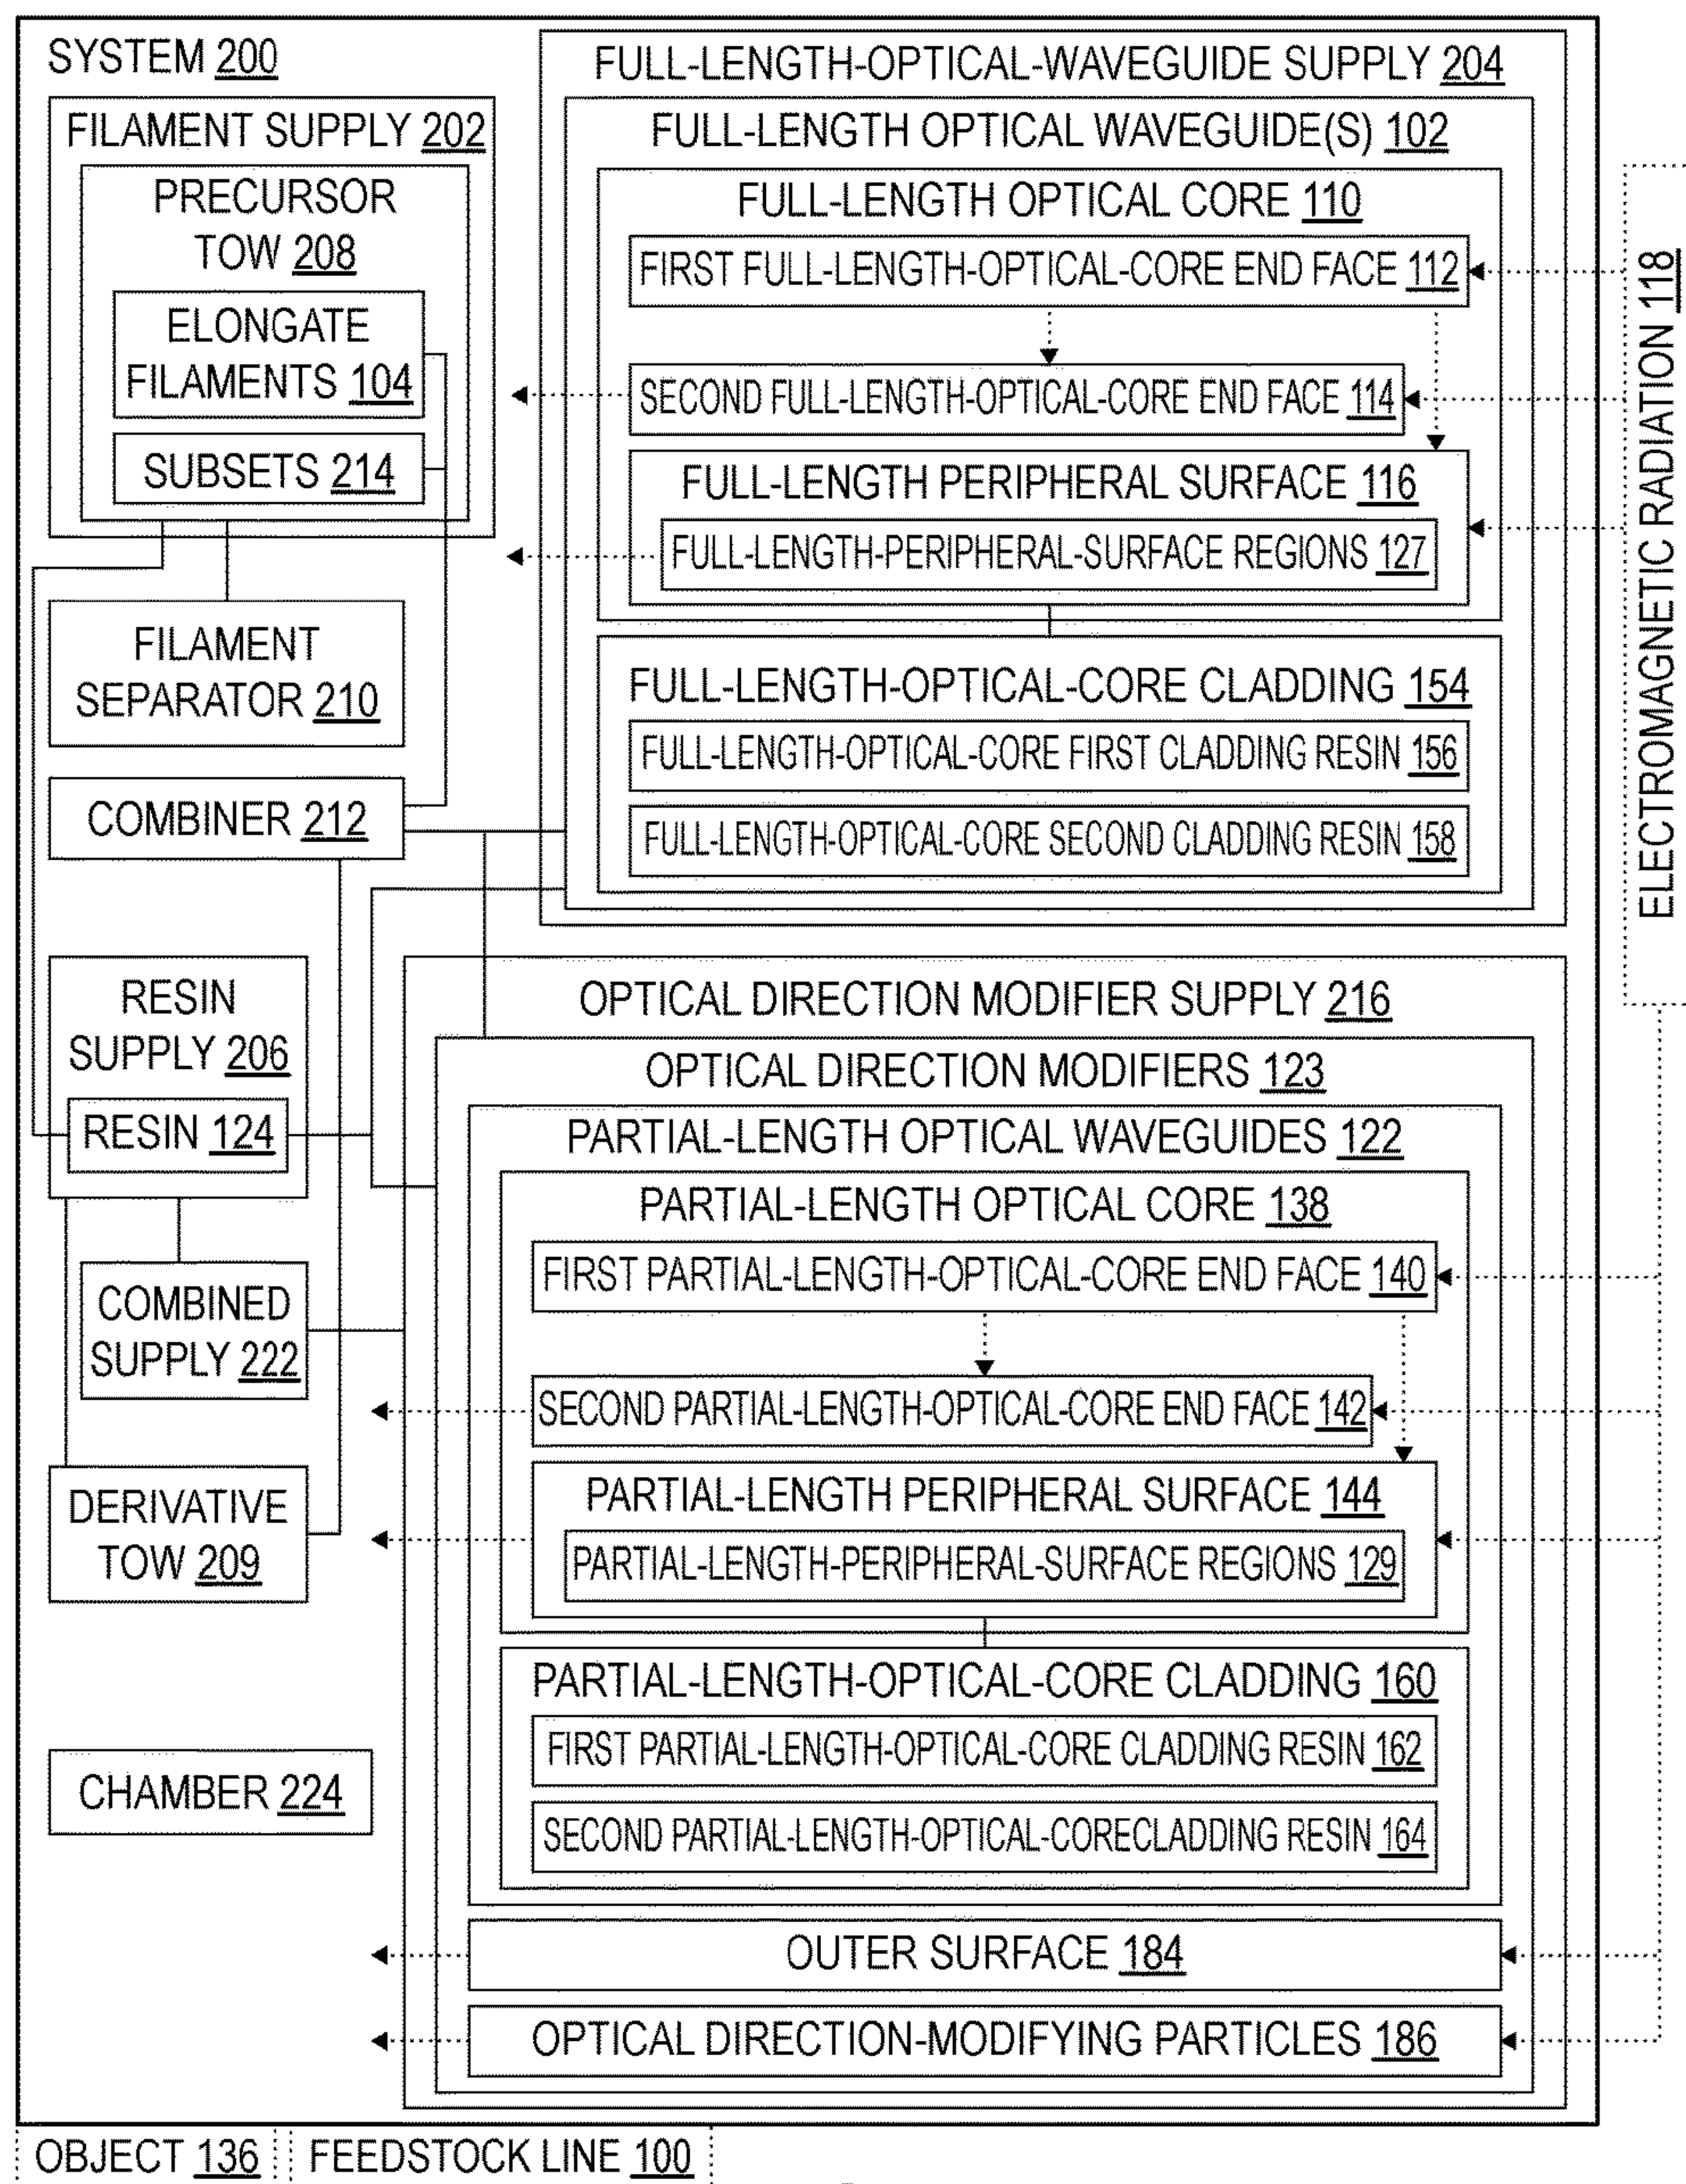 SYSTEM 200
FILAMENT SUPPLY 202
PRECURSOR
TOW 208
ELONGATE
FILAMENTS 104
SUBSETS 214
FILAMENT
SEPARATOR 210
COMBINER 212
RESIN
SUPPLY 206
RESIN 124
COMBINED
SUPPLY 222
DERIVATIVE
TOW 209
CHAMBER 224
FULL-LENGTH-OPTICAL-WAVEGUIDE SUPPLY 204
FULL-LENGTH OPTICAL WAVEGUIDE(S) 102
FULL-LENGTH OPTICAL CORE 110
FIRST FULL-LENGTH-OPTICAL-CORE END FACE 112
SECOND FULL-LENGTH-OPTICAL-CORE END FACE 114
FULL-LENGTH PERIPHERAL SURFACE 116
FULL-LENGTH-PERIPHERAL-SURFACE REGIONS 127
FULL-LENGTH-OPTICAL-CORE CLADDING 154
FULL-LENGTH-OPTICAL-CORE FIRST CLADDING RESIN 156
FULL-LENGTH-OPTICAL-CORE SECOND CLADDING RESIN 158
OPTICAL DIRECTION MODIFIER SUPPLY 216
OPTICAL DIRECTION MODIFIERS 123
PARTIAL-LENGTH OPTICAL WAVEGUIDES 122
PARTIAL-LENGTH OPTICAL CORE 138
FIRST PARTIAL-LENGTH-OPTICAL-CORE END FACE 140
SECOND PARTIAL-LENGTH-OPTICAL-CORE END FACE 142
PARTIAL-LENGTH PERIPHERAL SURFACE 144
PARTIAL-LENGTH-PERIPHERAL-SURFACE REGIONS 129
PARTIAL-LENGTH-OPTICAL-CORE CLADDING 160
FIRST PARTIAL-LENGTH-OPTICAL-CORE CLADDING RESIN 162
SECOND PARTIAL-LENGTH-OPTICAL-CORECLADDING RESIN 164
OUTER SURFACE 184
OPTICAL DIRECTION-MODIFYING PARTICLES 186
ELECTROMAGNETIC RADIATION 118
OBJECT 136
FEEDSTOCK LINE 100